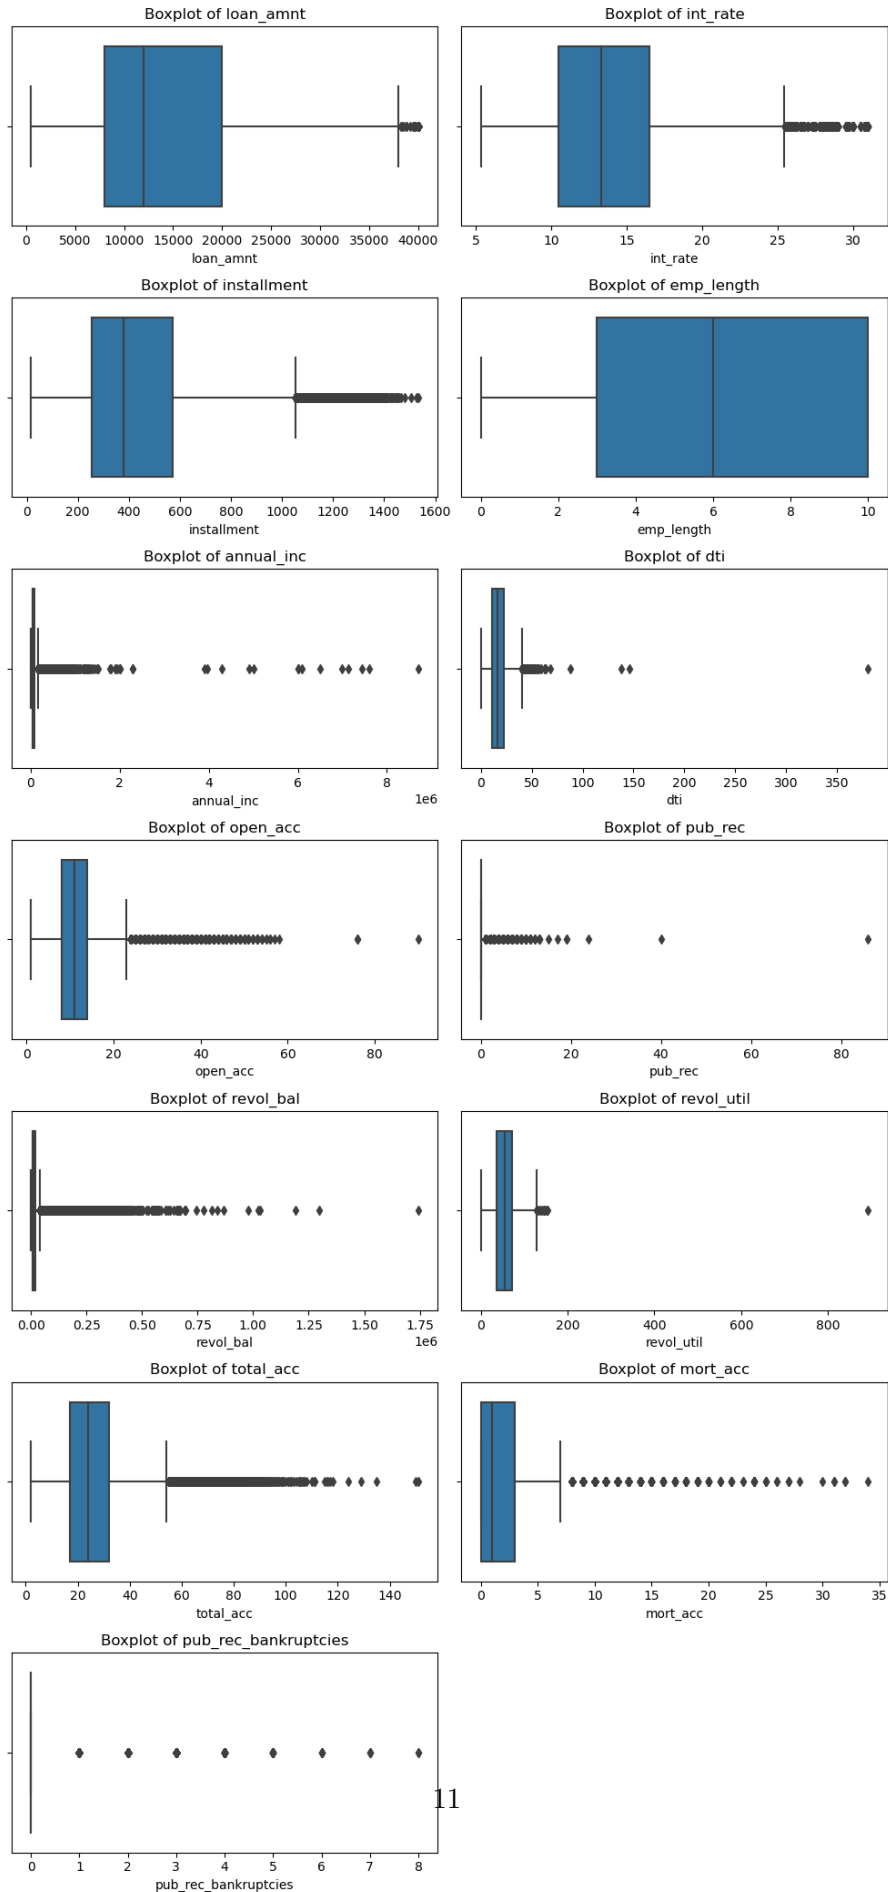 Boxplot of loan_amnt
0 5000 10000 15000 20000 25000 30000 35000 40000
loan_amnt
Boxplot of int_rate
5 10 15 20 25 30
int_rate
Boxplot of installment
0 200 400 600 800 1000 1200 1400 1600
installment
Boxplot of emp_length
0 2 4 6 8 10
emp_length
Boxplot of annual_inc
0 2 4 6 8
annual_inc
1e6
Boxplot of dti
0 50 100 150 200 250 300 350
dti
Boxplot of open_acc
0 20 40 60 80
open_acc
Boxplot of pub_rec
0 20 40 60 80
pub_rec
Boxplot of revol_bal
0.00 0.25 0.50 0.75 1.00 1.25 1.50 1.75
revol_bal
1e6
Boxplot of revol_util
0 200 400 600 800
revol_util
Boxplot of total_acc
0 20 40 60 80 100 120 140
total_acc
Boxplot of mort_acc
0 5 10 15 20 25 30 35
mort_acc
Boxplot of pub_rec_bankruptcies
0 1 2 3 4 5 6 7 8
pub_rec_bankruptcies
11